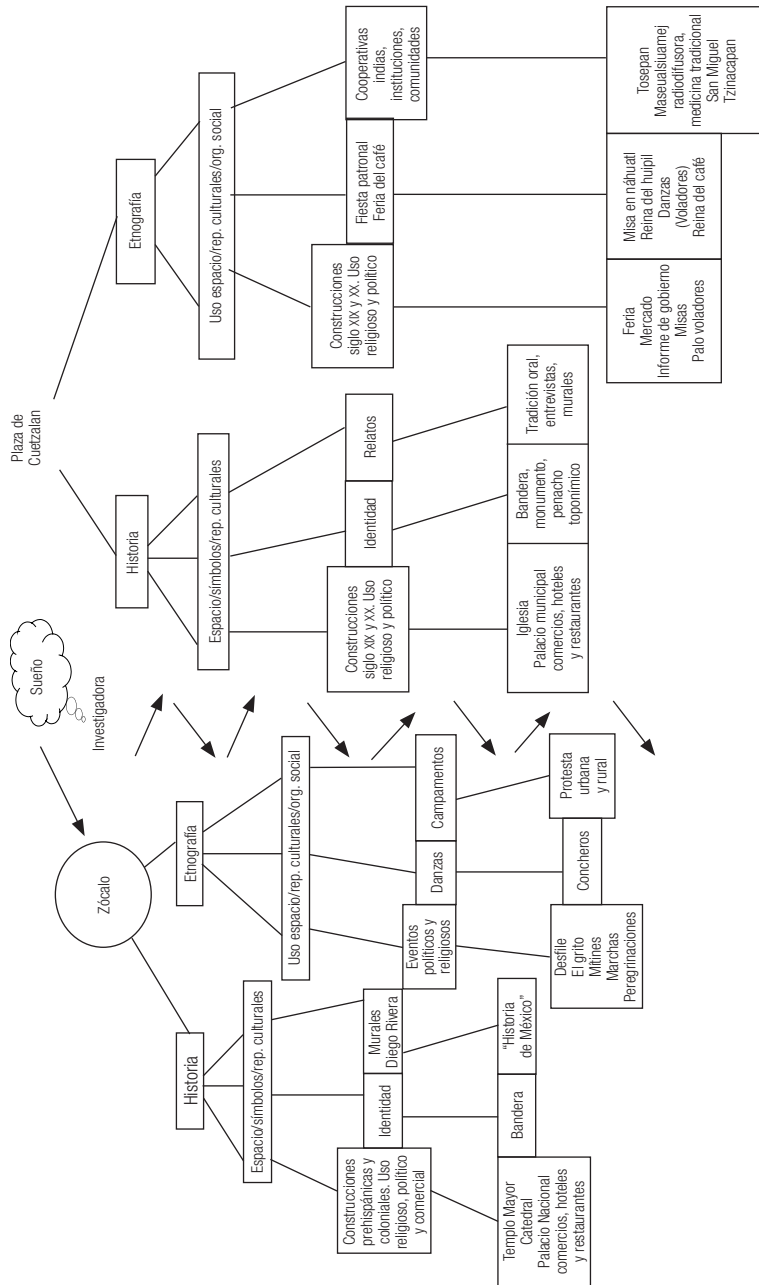 Sueño
Investigadora
Zócalo
Historia
Etnografía
Espacio/símbolos/rep. culturales
Uso espacio/rep. culturales/org. social
Construcciones
prehispánicas y
coloniales. Uso
religioso, político
y comercial
Identidad
Murales
Diego Rivera
Eventos
políticos y
religiosos
Danzas
Campamentos
Templo Mayor
Catedral
Palacio Nacional
comercios, hoteles
y restaurantes
Bandera
"Historia
de México"
Desfile
El grito
Mítines
Marchas
Peregrinaciones
Concheros
Protesta
urbana
y rural
Plaza de
Cuetzalan
Historia
Etnografía
Espacio/símbolos/rep. culturales
Uso espacio/rep. culturales/org. social
Construcciones
siglo XIX y XX. Uso
religioso y político
Identidad
Relatos
Construcciones
siglo XIX y XX. Uso
religioso y político
Fiesta patronal
Feria del café
Cooperativas
indias,
instituciones,
comunidades
Iglesia
Palacio municipal
comercios, hoteles
y restaurantes
Bandera,
monumento,
penacho
toponímico
Tradición oral,
entrevistas,
murales
Feria
Mercado
Informe de gobierno
Misas
Palo voladores
Misa en náhuatl
Reina del huipil
Danzas
(Voladores)
Reina del café
Tosepan
Maseualsiuamej
radiodifusora,
medicina tradicional
San Miguel
Tzinacapan